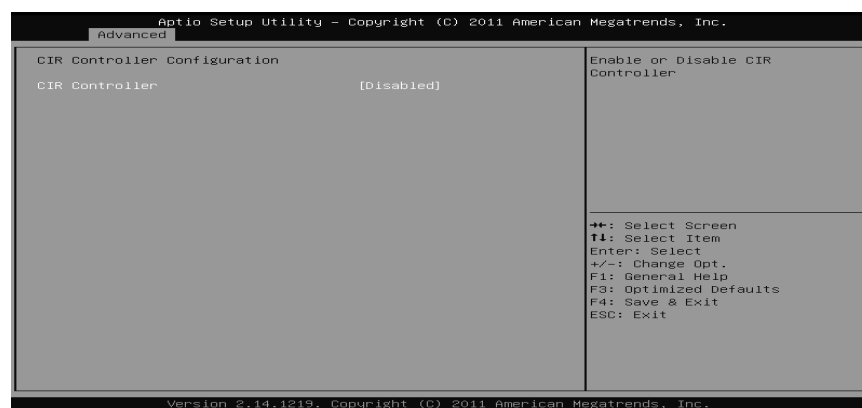 Aptio Setup Utility – Copyright (C) 2011 American Megatrends, Inc.
Advanced
CIR Controller Configuration
CIR Controller [Disabled]
Enable or Disable CIR
Controller
→←: Select Screen
↑↓: Select Item
Enter: Select
+/-: Change Opt.
F1: General Help
F3: Optimized Defaults
F4: Save & Exit
ESC: Exit
Version 2.14.1219. Copyright (C) 2011 American Megatrends, Inc.